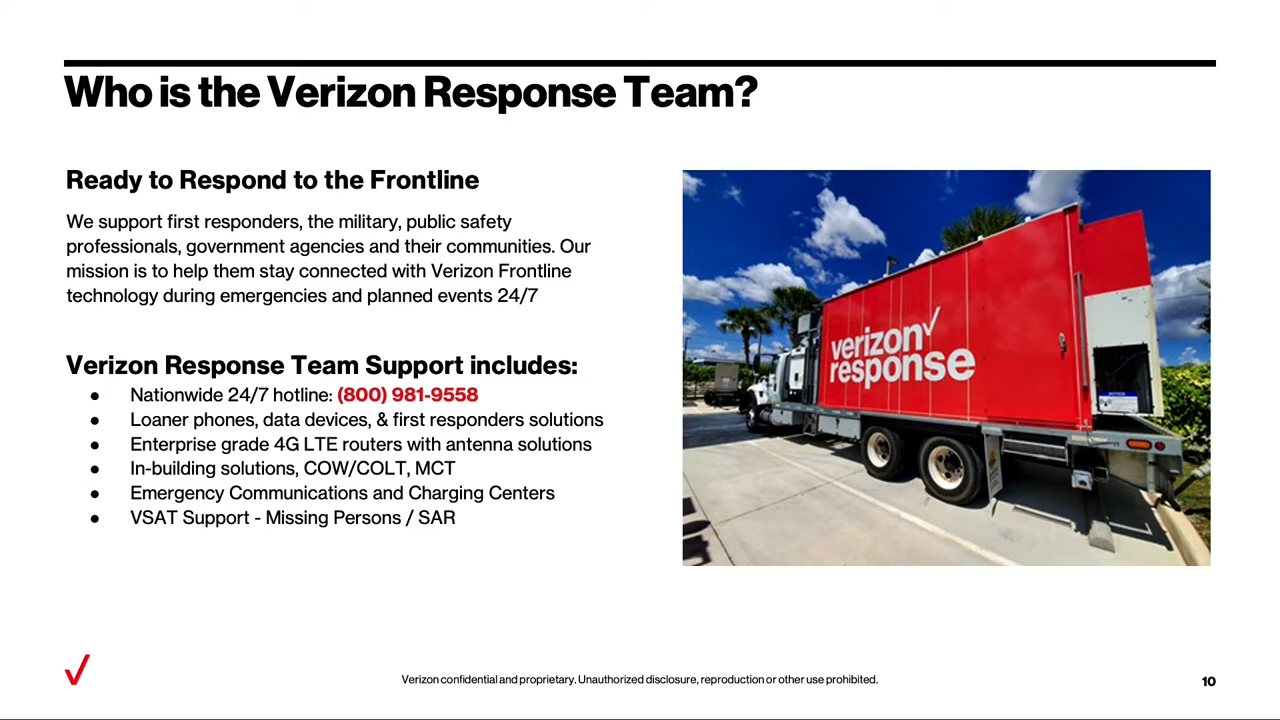 Who is the Verizon Response Team?
Ready to Respond to the Frontline
We support first responders, the military, public safety
professionals, government agencies and their communities. Our
mission is to help them stay connected with Verizon Frontline
technology during emergencies and planned events 24/7
Verizon Response Team Support includes:
● Nationwide 24/7 hotline: (800) 981-9558
● Loaner phones, data devices, & first responders solutions
● Enterprise grade 4G LTE routers with antenna solutions
● In-building solutions, COW/COLT, MCT
● Emergency Communications and Charging Centers
● VSAT Support - Missing Persons / SAR
verizon✓
response
Verizon confidential and proprietary. Unauthorized disclosure, reproduction or other use prohibited.
10